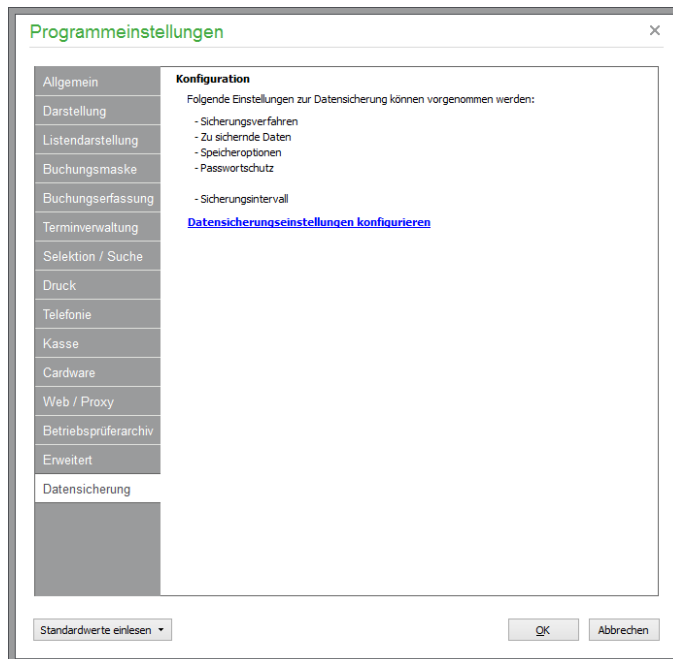 Programmeinstellungen
Allgemein
Darstellung
Listendarstellung
Buchungsmaske
Buchungserfassung
Terminverwaltung
Selektion / Suche
Druck
Telefonie
Kasse
Cardware
Web / Proxy
Betriebsprüferarchiv
Erweitert
Datensicherung
Konfiguration
Folgende Einstellungen zur Datensicherung können vorgenommen werden:
- Sicherungsverfahren
- Zu sichernde Daten
- Speicheroptionen
- Passwortschutz
- Sicherungsintervall
Datensicherungseinstellungen konfigurieren
Standardwerte einlesen
OK
Abbrechen